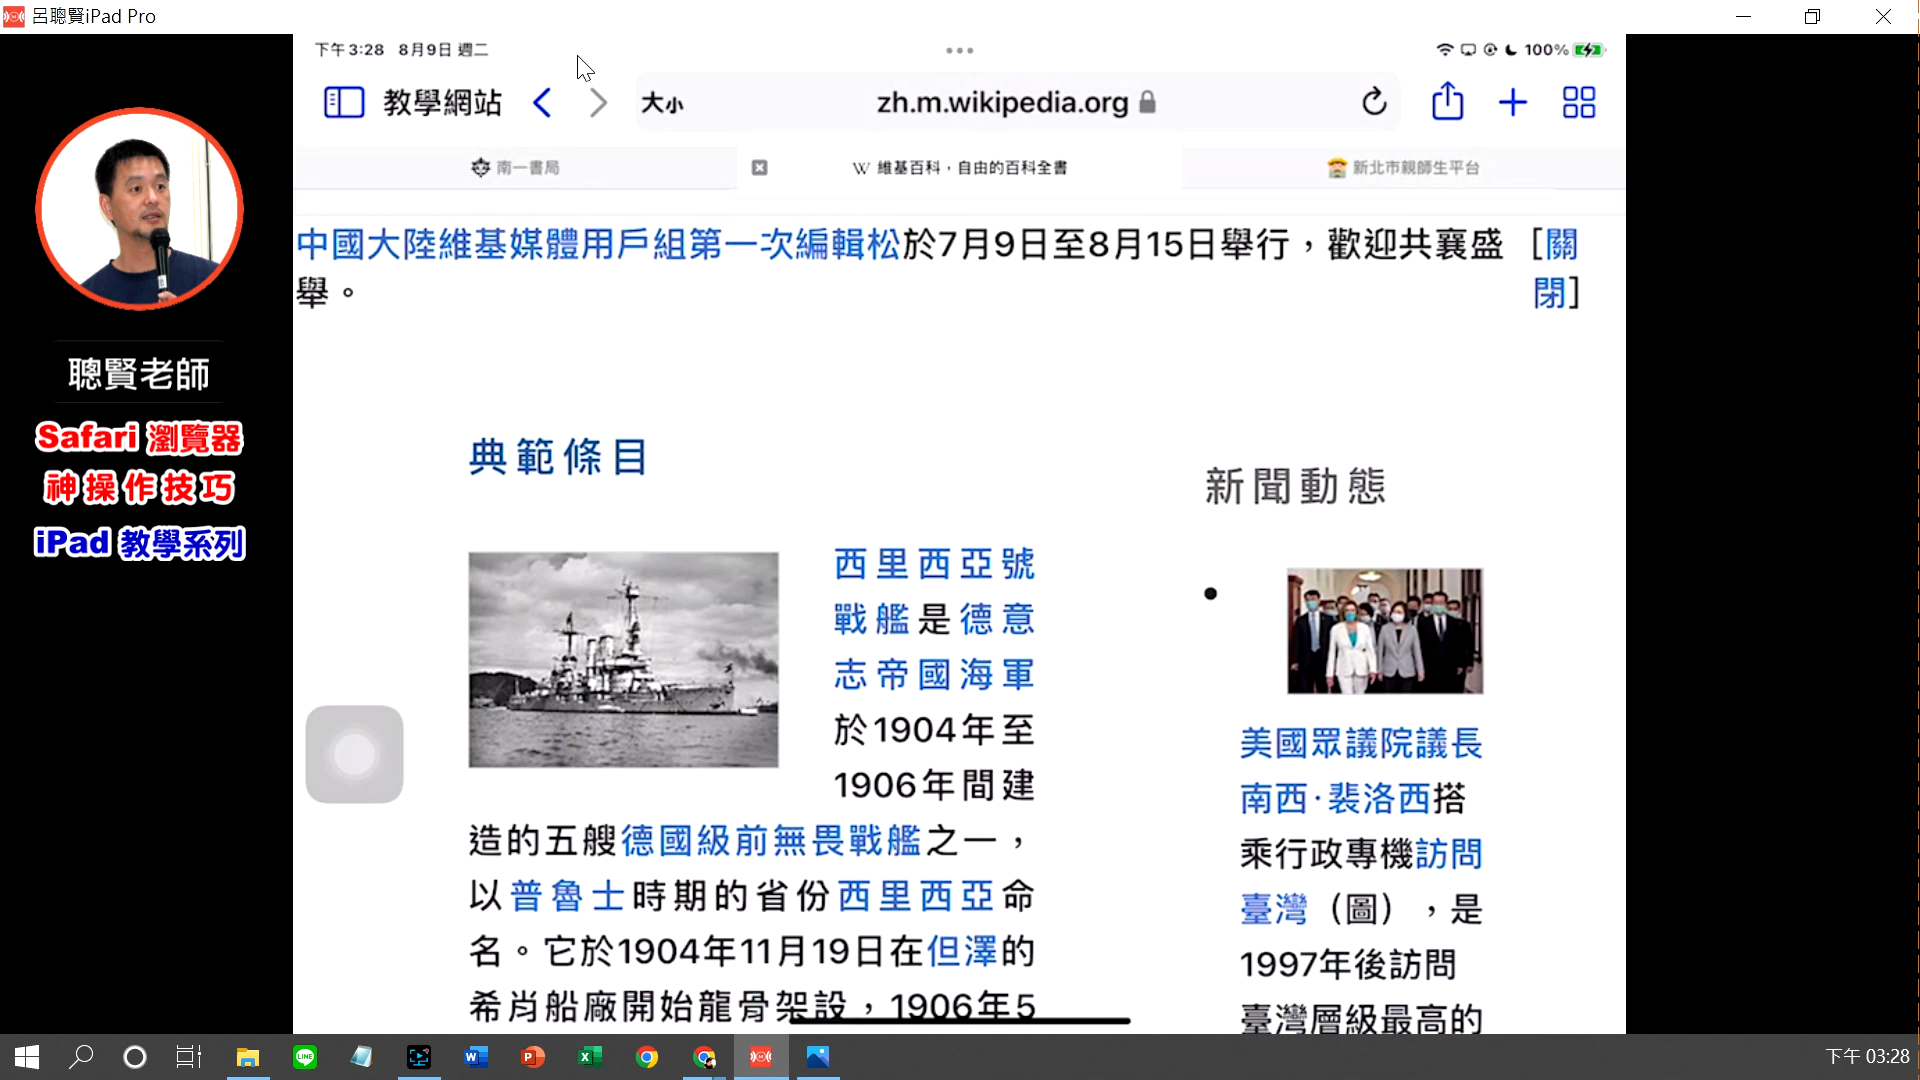 呂聰賢iPad Pro
下午3:28 8月9日 週二
100%
教學網站
大小
zh.m.wikipedia.org
南一書局
W 維基百科,自由的百科全書
新北市親師生平台
聰賢老師
Safari 瀏覽器
神操作技巧
iPad 教學系列
中國大陸維基媒體用戶組第一次編輯松於7月9日至8月15日舉行,歡迎共襄盛
舉。
[關
閉]
典範條目
西里西亞號
戰艦是德意
志帝國海軍
於1904年至
1906年間建
造的五艘德國級前無畏戰艦之一,
以普魯士時期的省份西里西亞命
名。它於1904年11月19日在但澤的
希肖船廠開始龍骨架設,1906年5
新聞動態
美國眾議院議長
南西·裴洛西搭
乘行政專機訪問
臺灣(圖),是
1997年後訪問
臺灣層級最高的
LINE
W
P
X
下午 03:28